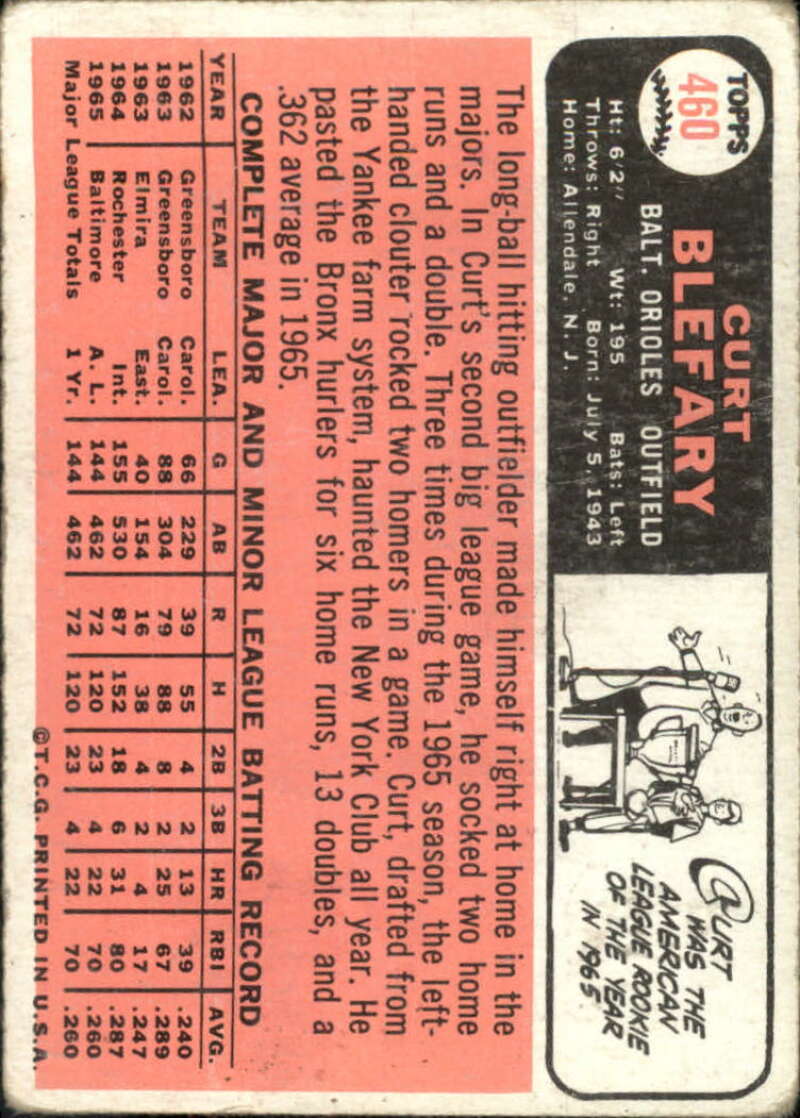 TOPPS
460
CURT
BLEFARY
BALT. ORIOLES OUTFIELD
Ht: 6'2" Wt: 195 Bats: Left
Throws: Right Born: July 5, 1943
Home: Allendale, N. J.
CURT
WAS THE
AMERICAN
LEAGUE ROOKIE
OF THE YEAR
IN 1965
The long-ball hitting outfielder made himself right at home in the
majors. In Curt's second big league game, he socked two home
runs and a double. Three times during the 1965 season, the left-
handed clouter rocked two homers in a game. Curt, drafted from
the Yankee farm system, haunted the New York Club all year. He
pasted the Bronx hurlers for six home runs, 13 doubles, and a
.362 average in 1965.
COMPLETE MAJOR AND MINOR LEAGUE BATTING RECORD
YEAR TEAM LEA. G AB R H 2B 3B HR RBI AVG.
1962 Greensboro Carol. 66 229 39 55 4 2 13 39 .240
1963 Greensboro Carol. 88 304 79 88 8 2 25 67 .289
1963 Elmira East. 40 154 16 38 4 2 4 17 .247
1964 Rochester Int. 155 530 87 152 18 6 31 80 .287
1965 Baltimore A. L. 144 462 72 120 23 4 22 70 .260
Major League Totals 1 Yr. 144 462 72 120 23 4 22 70 .260
©T.C.G. PRINTED IN U.S.A.